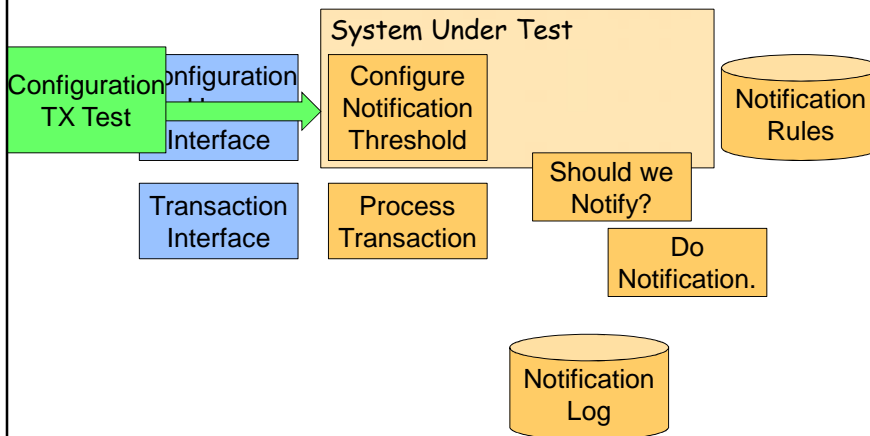 System Under Test
Configuration
TX Test
onfiguration
Interface
Configure
Notification
Threshold
Notification
Rules
Should we
Notify?
Transaction
Interface
Process
Transaction
Do
Notification.
Notification
Log